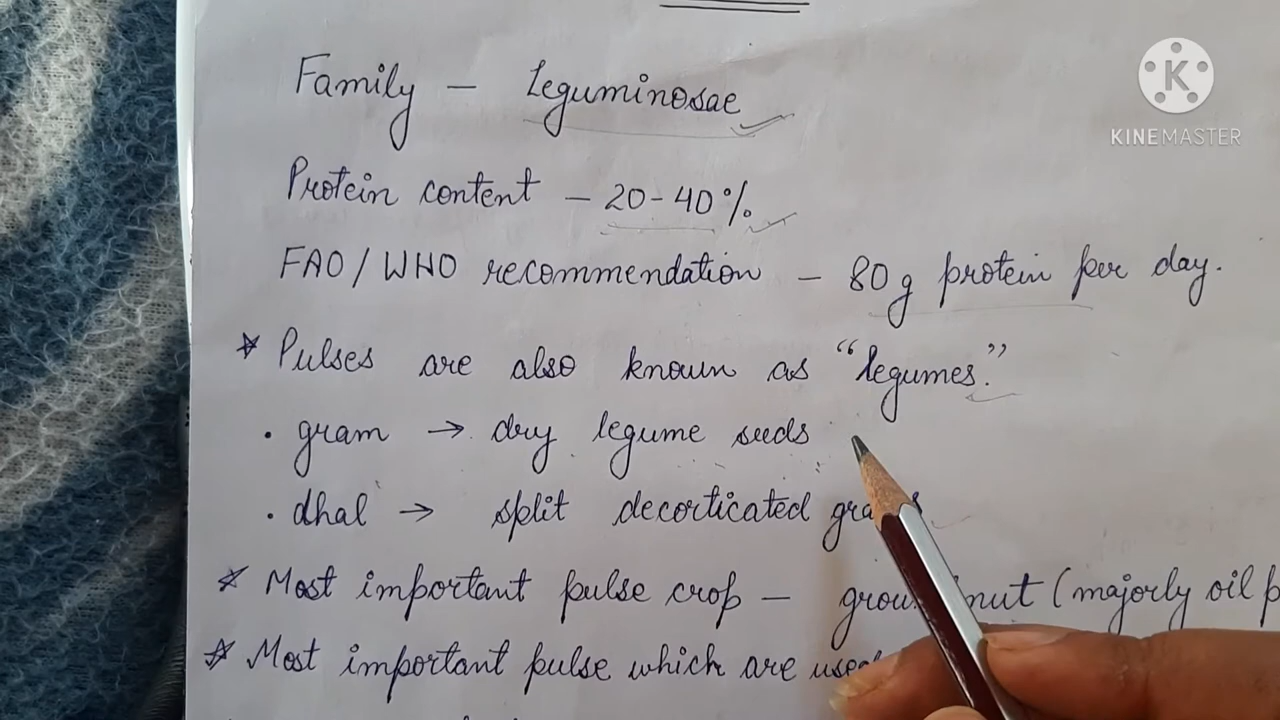 Family — Leguminosae
KINEMASTER
Protein content – 20-40%
FAO/WHO recommendation – 80g protein per day.
* Pulses are also known as "legumes."
· gram → dry legume seeds
· dhal → split decorticated
* Most important pulse crop – (majorly oil
* Most important pulse which are